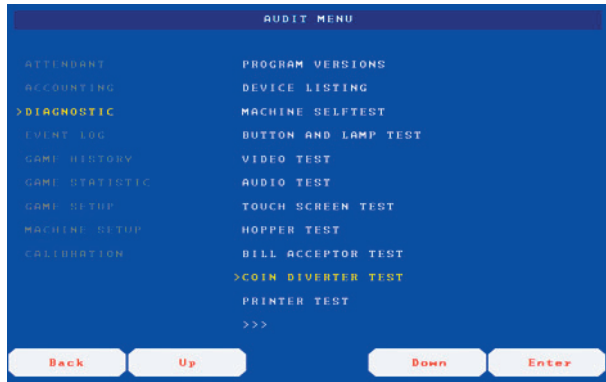 AUDIT MENU
ATTENDANT
ACCOUNTING
>DIAGNOSTIC
EVENT LOG
GAME HISTORY
GAME STATISTIC
GAME SETUP
MACHINE SETUP
CALIBRATION
PROGRAM VERSIONS
DEVICE LISTING
MACHINE SELFTEST
BUTTON AND LAMP TEST
VIDEO TEST
AUDIO TEST
TOUCH SCREEN TEST
HOPPER TEST
BILL ACCEPTOR TEST
>COIN DIVERTER TEST
PRINTER TEST
>>>
Back
Up
Down
Enter